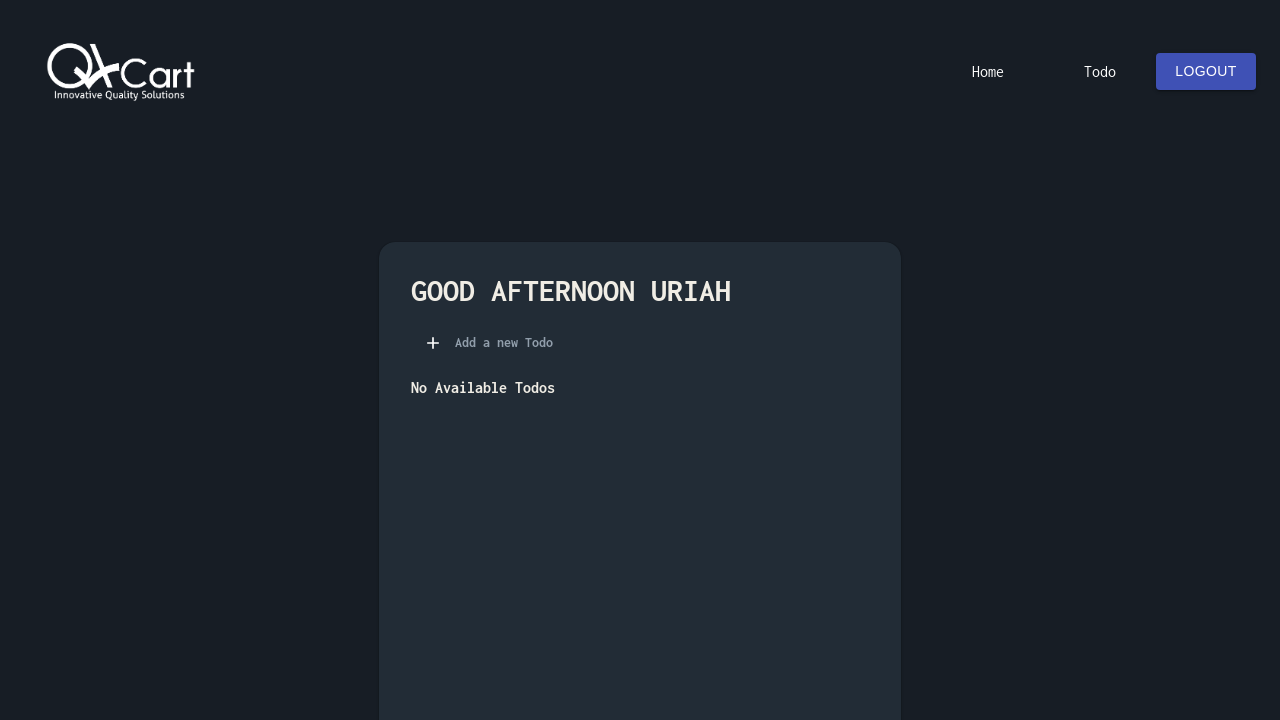 QACart
Innovative Quality Solutions
Home
Todo
LOGOUT
GOOD AFTERNOON URIAH
Add a new Todo
No Available Todos